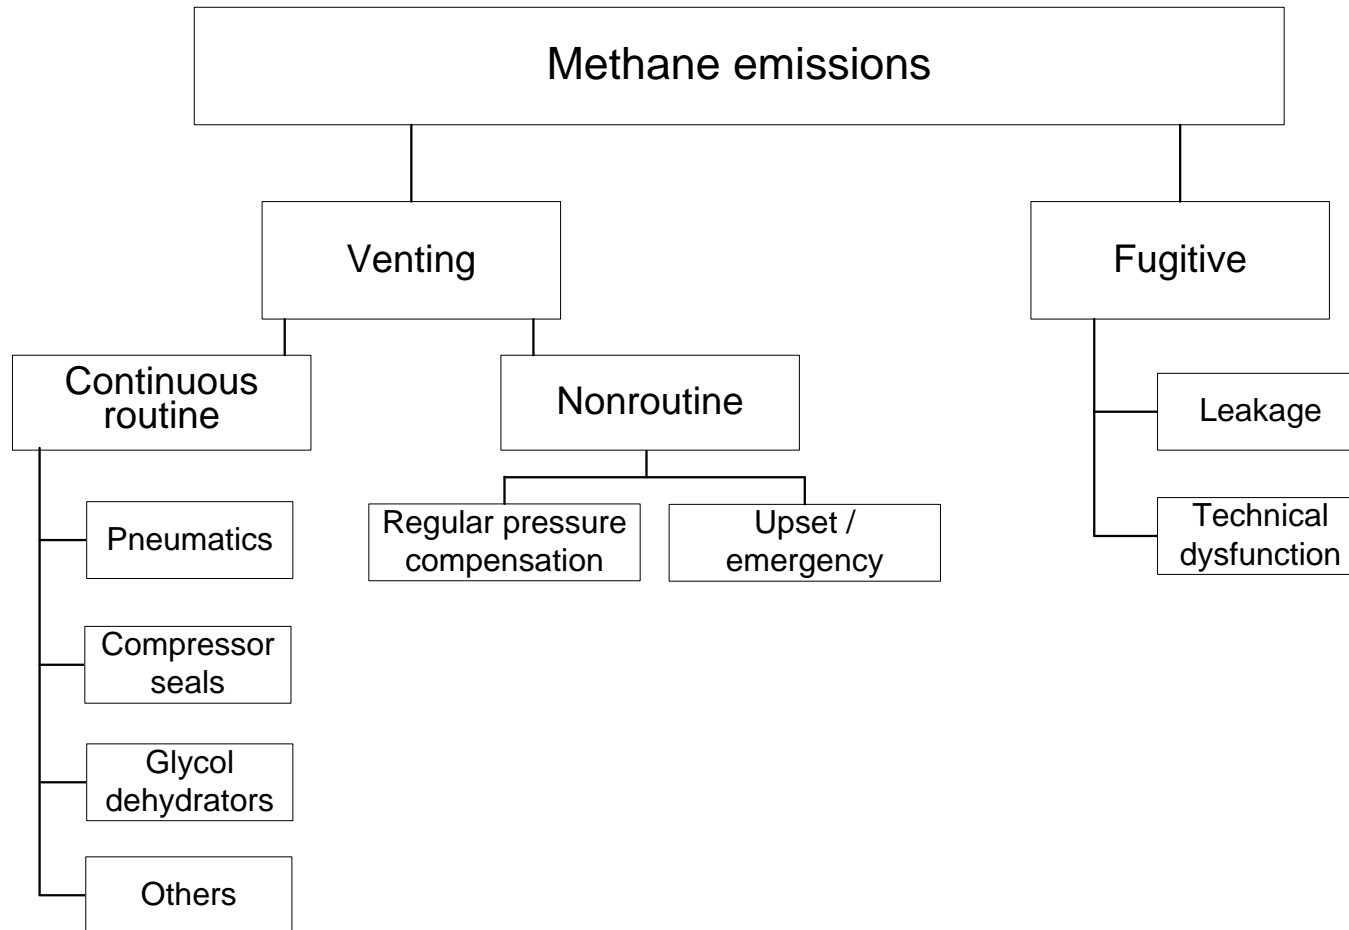 Methane emissions
Venting
Fugitive
Continuous
routine
Nonroutine
Leakage
Pneumatics
Regular pressure
compensation
Upset /
emergency
Technical
dysfunction
Compressor
seals
Glycol
dehydrators
Others